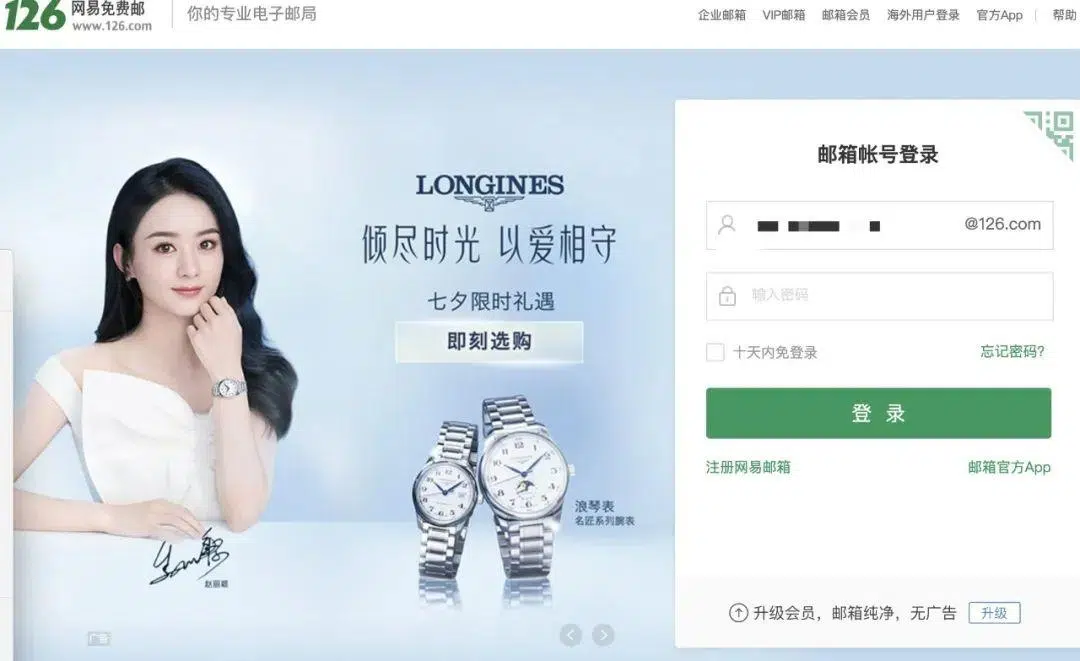 126 网易免费邮
www.126.com
你的专业电子邮局
企业邮箱 VIP邮箱 邮箱会员 海外用户登录 官方App 帮助
LONGINES
倾尽时光 以爱相守
七夕限时礼遇
即刻选购
浪琴表
名匠系列腕表
赵丽颖
广告
邮箱帐号登录
@126.com
输入密码
十天内免登录
忘记密码?
登 录
注册网易邮箱
邮箱官方App
升级会员，邮箱纯净，无广告 升级